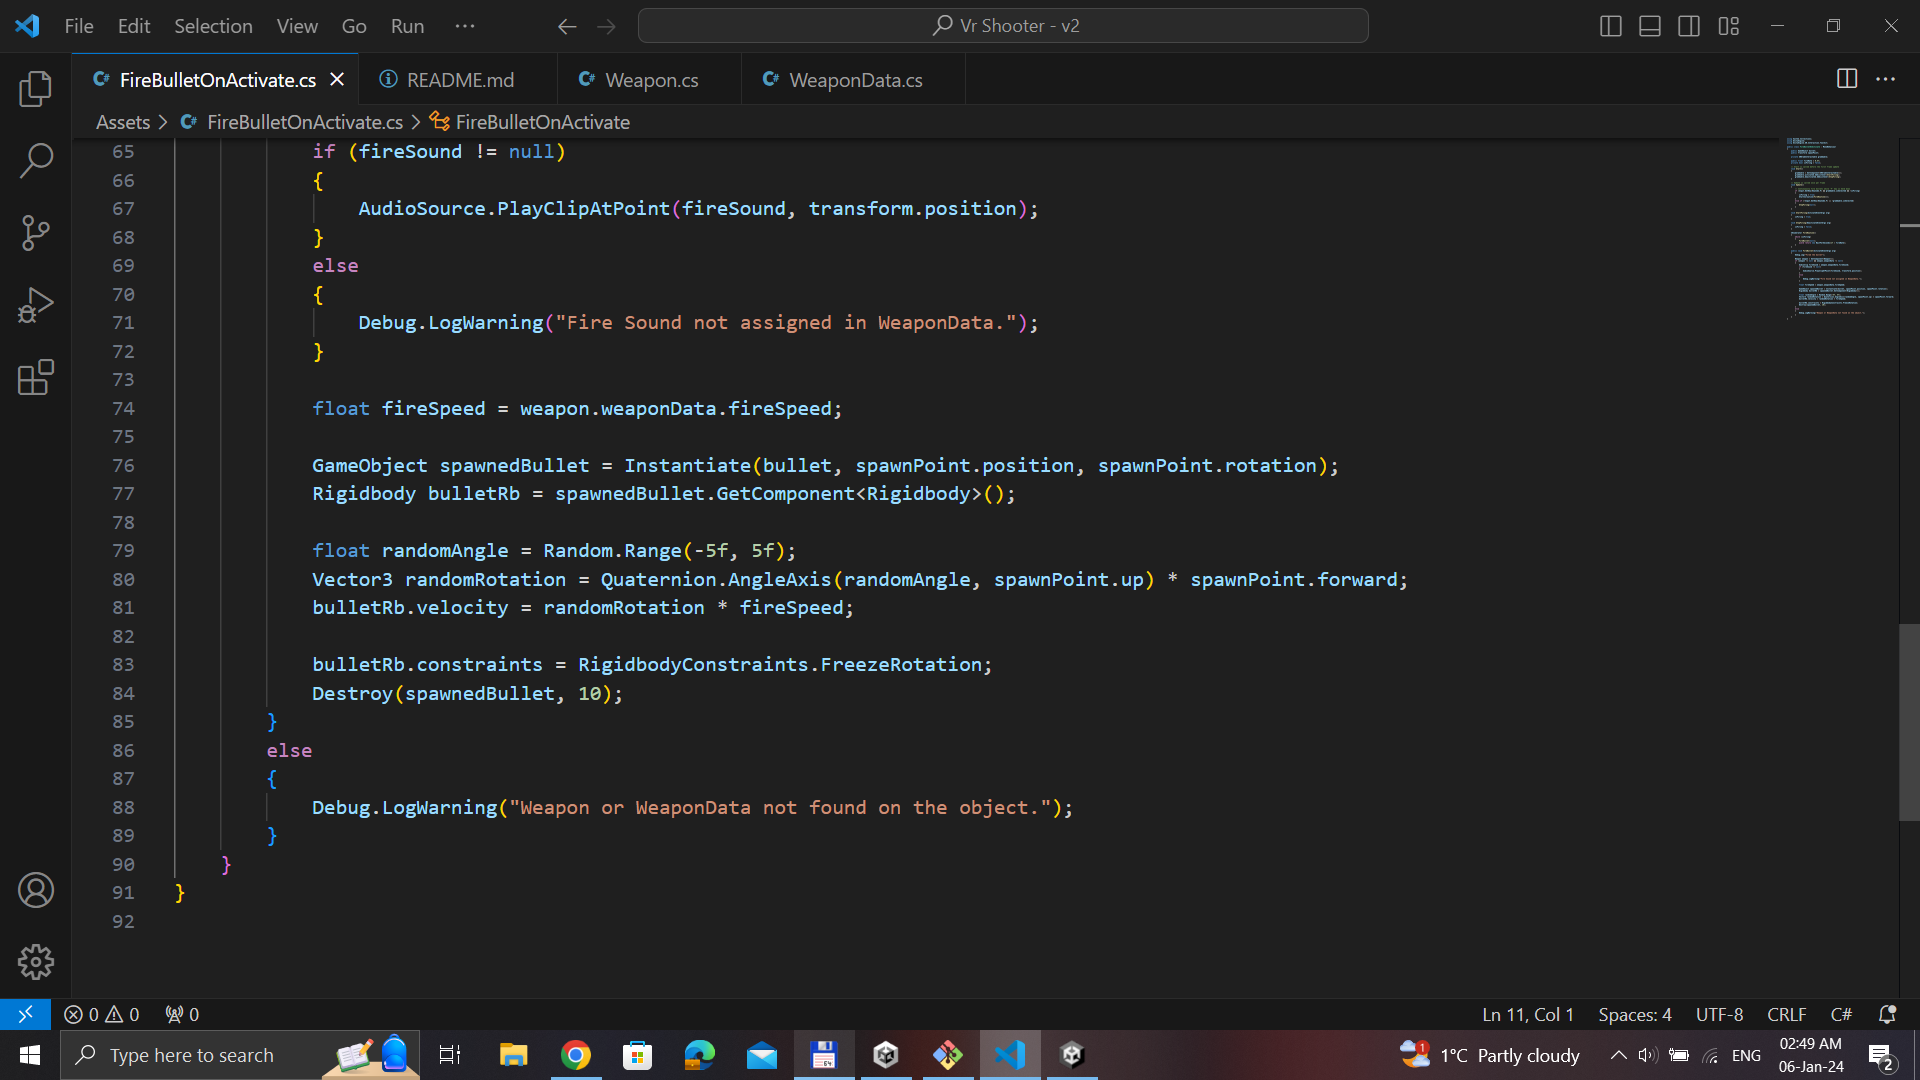 File Edit Selection View Go Run ···
Vr Shooter - v2
FireBulletOnActivate.cs README.md Weapon.cs WeaponData.cs
Assets > FireBulletOnActivate.cs > FireBulletOnActivate
65 if (fireSound != null)
66 {
67 AudioSource.PlayClipAtPoint(fireSound, transform.position);
68 }
69 else
70 {
71 Debug.LogWarning("Fire Sound not assigned in WeaponData.");
72 }
73
74 float fireSpeed = weapon.weaponData.fireSpeed;
75
76 GameObject spawnedBullet = Instantiate(bullet, spawnPoint.position, spawnPoint.rotation);
77 Rigidbody bulletRb = spawnedBullet.GetComponent<Rigidbody>();
78
79 float randomAngle = Random.Range(-5f, 5f);
80 Vector3 randomRotation = Quaternion.AngleAxis(randomAngle, spawnPoint.up) * spawnPoint.forward;
81 bulletRb.velocity = randomRotation * fireSpeed;
82
83 bulletRb.constraints = RigidbodyConstraints.FreezeRotation;
84 Destroy(spawnedBullet, 10);
85 }
86 else
87 {
88 Debug.LogWarning("Weapon or WeaponData not found on the object.");
89 }
90 }
91 }
92
0 0 0 Ln 11, Col 1 Spaces: 4 UTF-8 CRLF C#
Type here to search 1 1°C Partly cloudy ENG 02:49 AM
06-Jan-24 2